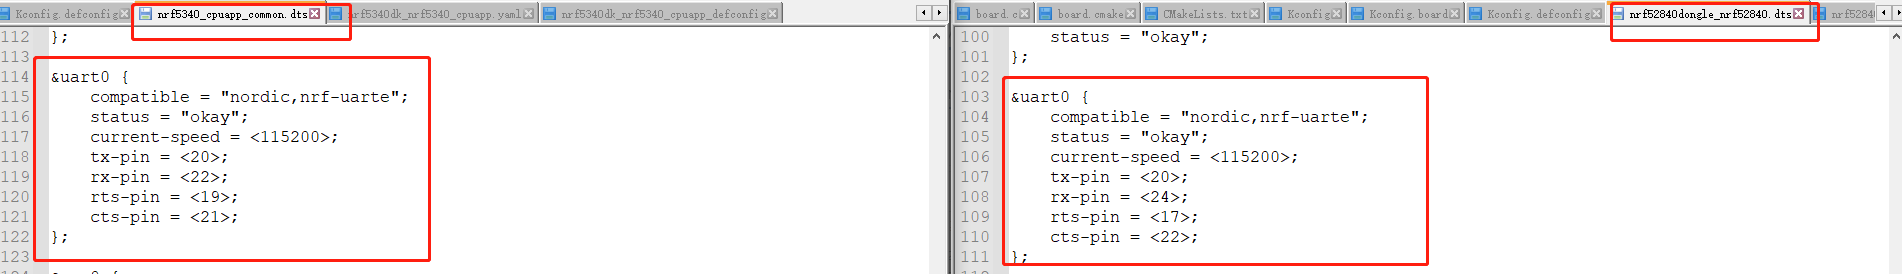 Kconfig.defconfig
nrf5340_cpuapp_common.dts
nrf5340dk_nrf5340_cpuapp.yaml
nrf5340dk_nrf5340_cpuapp_defconfig
112 };
113
114 &uart0 {
115 compatible = "nordic,nrf-uarte";
116 status = "okay";
117 current-speed = <115200>;
118 tx-pin = <20>;
119 rx-pin = <22>;
120 rts-pin = <19>;
121 cts-pin = <21>;
122 };
123
board.c
board.cmake
CMakeLists.txt
Kconfig
Kconfig.board
Kconfig.defconfig
nrf52840dongle_nrf52840.dts
nrf52840
100 status = "okay";
101 };
102
103 &uart0 {
104 compatible = "nordic,nrf-uarte";
105 status = "okay";
106 current-speed = <115200>;
107 tx-pin = <20>;
108 rx-pin = <24>;
109 rts-pin = <17>;
110 cts-pin = <22>;
111 };